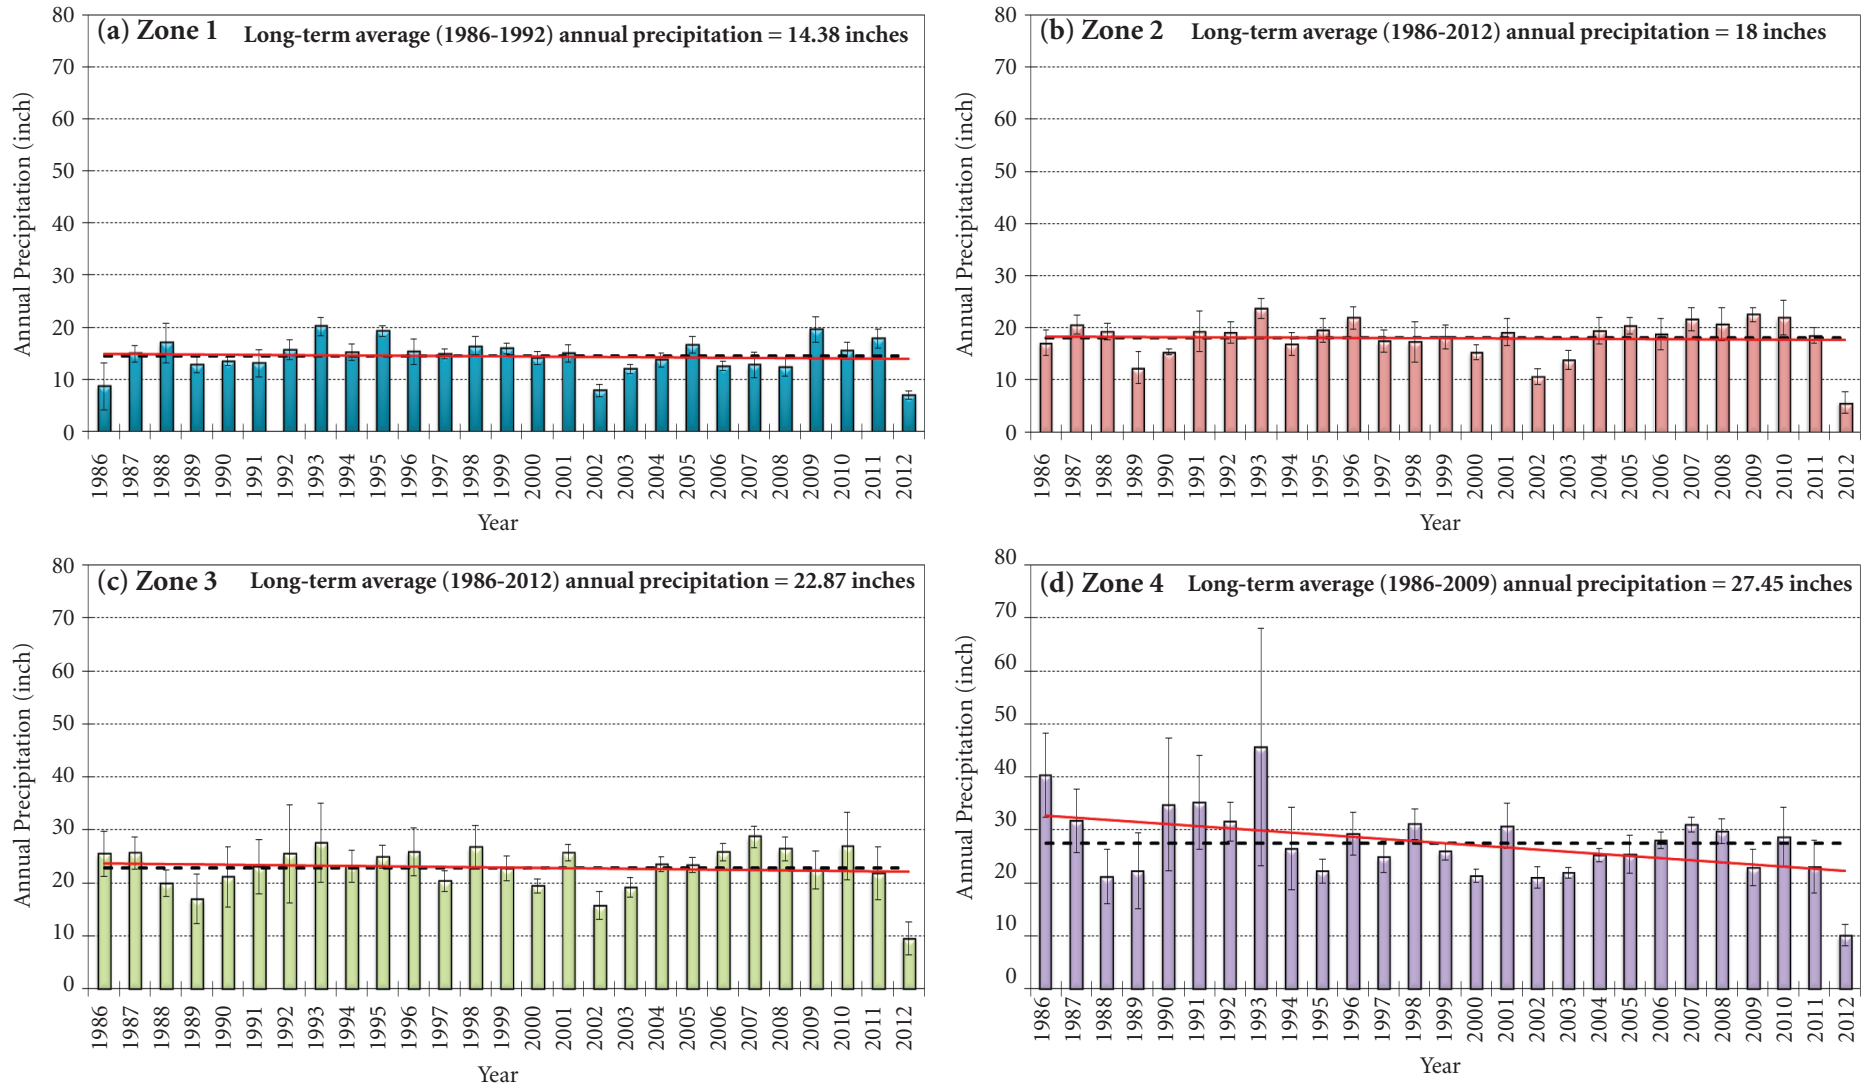 (a) Zone 1 Long-term average (1986-1992) annual precipitation = 14.38 inches
Annual Precipitation (inch)
80
70
60
50
40
30
20
10
0
1986 1987 1988 1989 1990 1991 1992 1993 1994 1995 1996 1997 1998 1999 2000 2001 2002 2003 2004 2005 2006 2007 2008 2009 2010 2011 2012
Year
(b) Zone 2 Long-term average (1986-2012) annual precipitation = 18 inches
Annual Precipitation (inch)
80
70
60
50
40
30
20
10
0
1986 1987 1988 1989 1990 1991 1992 1993 1994 1995 1996 1997 1998 1999 2000 2001 2002 2003 2004 2005 2006 2007 2008 2009 2010 2011 2012
Year
(c) Zone 3 Long-term average (1986-2012) annual precipitation = 22.87 inches
Annual Precipitation (inch)
80
70
60
50
40
30
20
10
0
1986 1987 1988 1989 1990 1991 1992 1993 1994 1995 1996 1997 1998 1999 2000 2001 2002 2003 2004 2005 2006 2007 2008 2009 2010 2011 2012
Year
(d) Zone 4 Long-term average (1986-2009) annual precipitation = 27.45 inches
Annual Precipitation (inch)
80
70
60
50
40
30
20
10
0
1986 1987 1988 1989 1990 1991 1992 1993 1994 1995 1996 1997 1998 1999 2000 2001 2002 2003 2004 2005 2006 2007 2008 2009 2010 2011 2012
Year